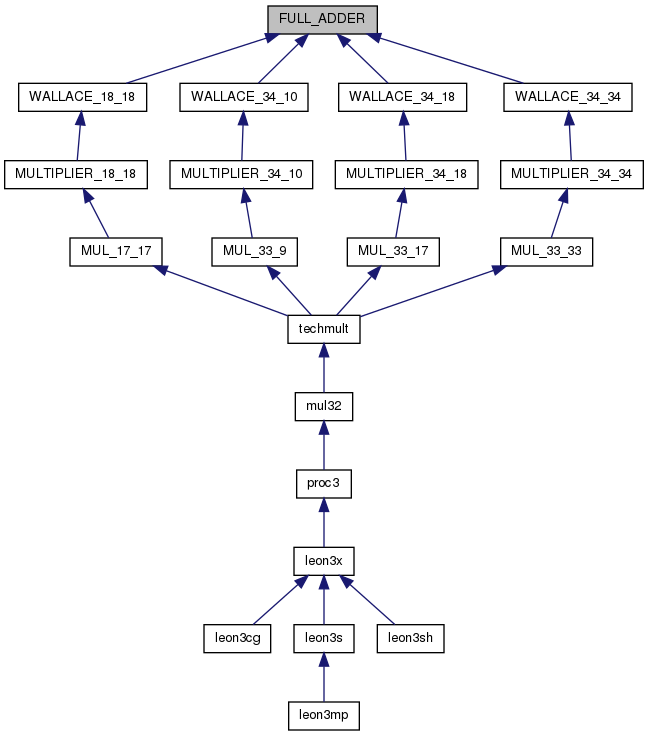 FULL_ADDER
WALLACE_18_18
WALLACE_34_10
WALLACE_34_18
WALLACE_34_34
MULTIPLIER_18_18
MULTIPLIER_34_10
MULTIPLIER_34_18
MULTIPLIER_34_34
MUL_17_17
MUL_33_9
MUL_33_17
MUL_33_33
techmult
mul32
proc3
leon3x
leon3cg
leon3s
leon3sh
leon3mp